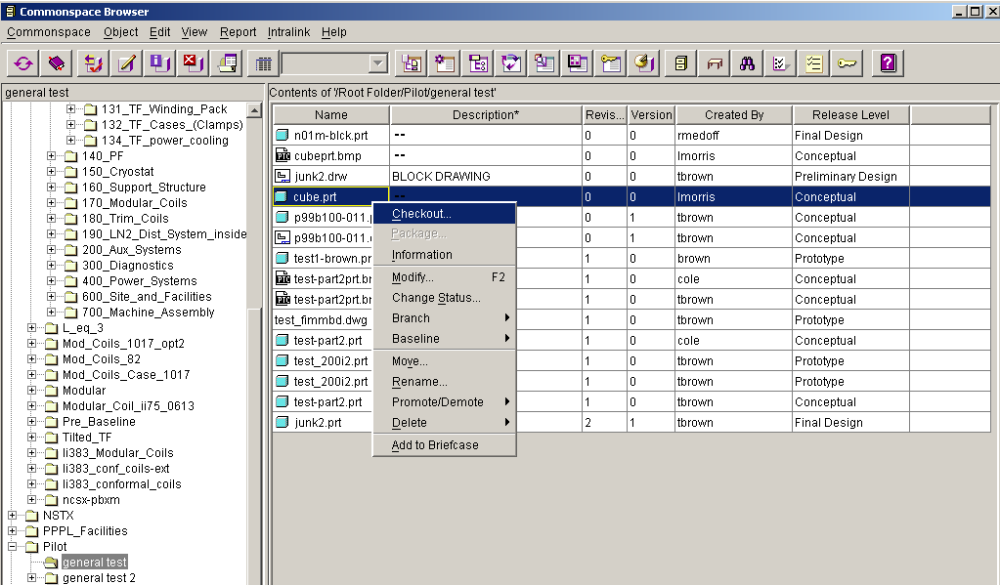 Commonspace Browser
Commonspace Object Edit View Report Intralink Help
general test
131_TF_Winding_Pack
132_TF_Cases_(Clamps)
134_TF_power_cooling
140_PF
150_Cryostat
160_Support_Structure
170_Modular_Coils
180_Trim_Coils
190_LN2_Dist_System_inside
200_Aux_Systems
300_Diagnostics
400_Power_Systems
600_Site_and_Facilities
700_Machine_Assembly
L_eq_3
Mod_Coils_1017_opt2
Mod_Coils_82
Mod_Coils_Case_1017
Modular
Modular_Coil_ii75_0613
Pre_Baseline
Tilted_TF
li383_Modular_Coils
li383_conf_coils-ext
li383_conformal_coils
ncsx-pbxm
NSTX
PPPL_Facilities
Pilot
general test
general test 2
Contents of '/Root Folder/Pilot/general test'
Name Description* Revis... Version Created By Release Level
n01m-blck.prt -- 0 0 rmedoff Final Design
cubeprt.bmp -- 0 0 lmorris Conceptual
junk2.drw BLOCK DRAWING 0 0 tbrown Preliminary Design
cube.prt -- 0 0 lmorris Conceptual
p99b100-011. 0 1 tbrown Conceptual
p99b100-011. 0 1 tbrown Conceptual
test1-brown.pr 1 0 brown Prototype
test-part2prt.br 1 0 cole Prototype
test-part2prt.br 1 0 tbrown Conceptual
test_fimmbd.dwg 1 0 tbrown Prototype
test-part2.prt 1 0 cole Conceptual
test_200i2.prt 1 0 tbrown Prototype
test_200i2.prt 1 0 tbrown Prototype
test-part2.prt 1 0 tbrown Conceptual
junk2.prt 2 1 tbrown Final Design
Checkout...
Package...
Information
Modify... F2
Change Status...
Branch
Baseline
Move...
Rename...
Promote/Demote
Delete
Add to Briefcase